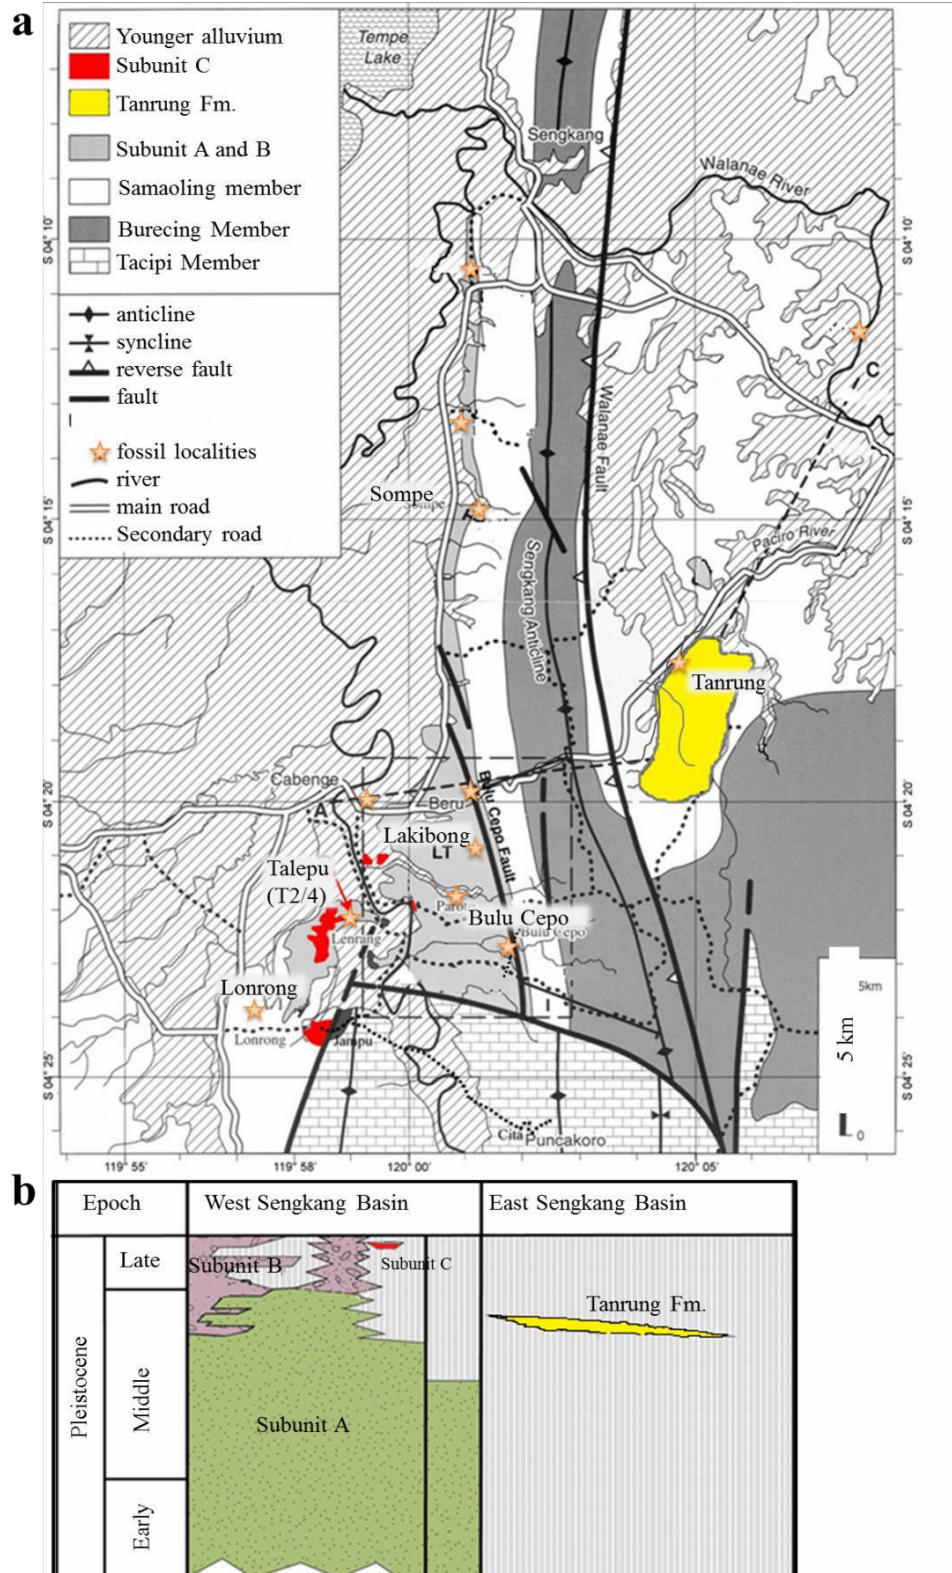 a
Younger alluvium
Subunit C
Tanrung Fm.
Subunit A and B
Samaoling member
Burecing Member
Tacipi Member
anticline
syncline
reverse fault
fault
fossil localities
river
main road
Secondary road
Tempe
Lake
Sengkang
Walanae River
S 04° 10'
S 04° 10'
C
Walanae Fault
Sompe
Sompe
S 04° 15'
S 04° 15'
Paciro River
Sengkang Anticline
Tanrung
Cabenge
A
Beru
Bulu Cepo Fault
S 04° 20'
S 04° 20'
Lakibong
LT
Talepu
(T2/4)
Bulu Cepo
Bulu Cepo
Lenrang
Lonrong
Lonrong
Jampu
5km
5 km
0
S 04° 25'
S 04° 25'
Cita
Puncakoro
119° 55'
119° 58'
120° 00'
120° 05'
b
Epoch
West Sengkang Basin
East Sengkang Basin
Pleistocene
Late
Middle
Early
Subunit B
Subunit C
Tanrung Fm.
Subunit A